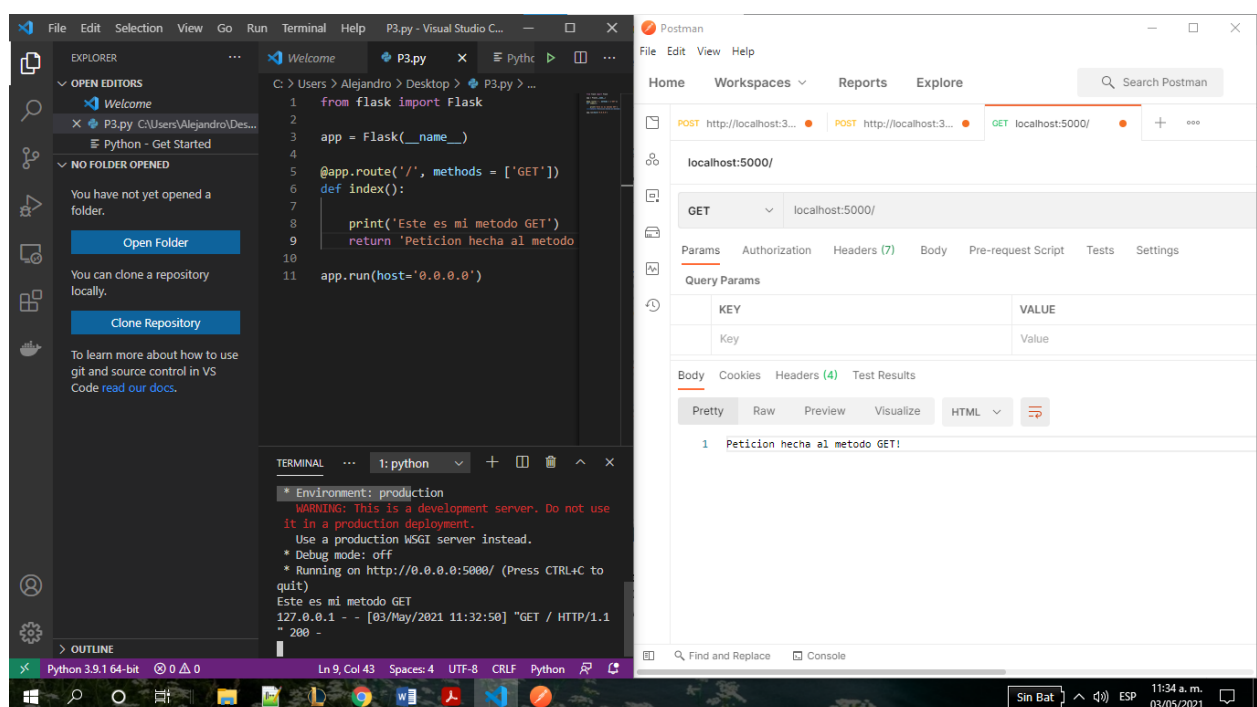 File Edit Selection View Go Run Terminal Help P3.py - Visual Studio C...
EXPLORER
OPEN EDITORS
Welcome
P3.py C:\Users\Alejandro\Des...
Python - Get Started
NO FOLDER OPENED
You have not yet opened a
folder.
Open Folder
You can clone a repository
locally.
Clone Repository
To learn more about how to use
git and source control in VS
Code read our docs.
OUTLINE
Welcome P3.py Pythc
C: > Users > Alejandro > Desktop > P3.py > ...
1 from flask import Flask
2
3 app = Flask(__name__)
4
5 @app.route('/', methods = ['GET'])
6 def index():
7
8 print('Este es mi metodo GET')
9 return 'Peticion hecha al metodo
10
11 app.run(host='0.0.0.0')
TERMINAL ... 1: python
* Environment: production
WARNING: This is a development server. Do not use
it in a production deployment.
Use a production WSGI server instead.
* Debug mode: off
* Running on http://0.0.0.0:5000/ (Press CTRL+C to
quit)
Este es mi metodo GET
127.0.0.1 - - [03/May/2021 11:32:50] "GET / HTTP/1.1
" 200 -
Python 3.9.1 64-bit 0 0 Ln 9, Col 43 Spaces: 4 UTF-8 CRLF Python
Postman
File Edit View Help
Home Workspaces Reports Explore Search Postman
POST http://localhost:3... POST http://localhost:3... GET localhost:5000/
localhost:5000/
GET localhost:5000/
Params Authorization Headers (7) Body Pre-request Script Tests Settings
Query Params
KEY VALUE
Key Value
Body Cookies Headers (4) Test Results
Pretty Raw Preview Visualize HTML
1 Peticion hecha al metodo GET!
Find and Replace Console
Sin Bat ESP 11:34 a. m.
03/05/2021